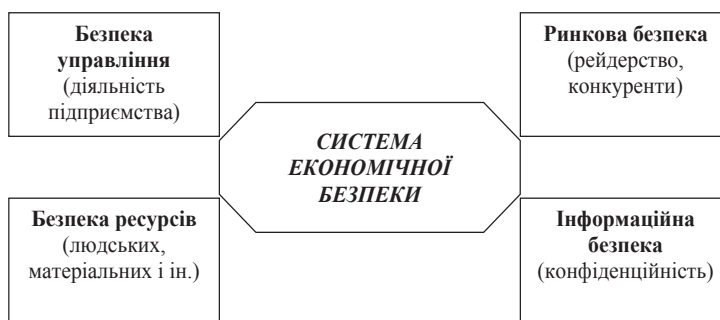 Безпека
управління
(діяльність
підприємства)
Ринкова безпека
(рейдерство,
конкуренти)
СИСТЕМА
ЕКОНОМІЧНОЇ
БЕЗПЕКИ
Безпека ресурсів
(людських,
матеріальних і ін.)
Інформаційна
безпека
(конфіденційність)